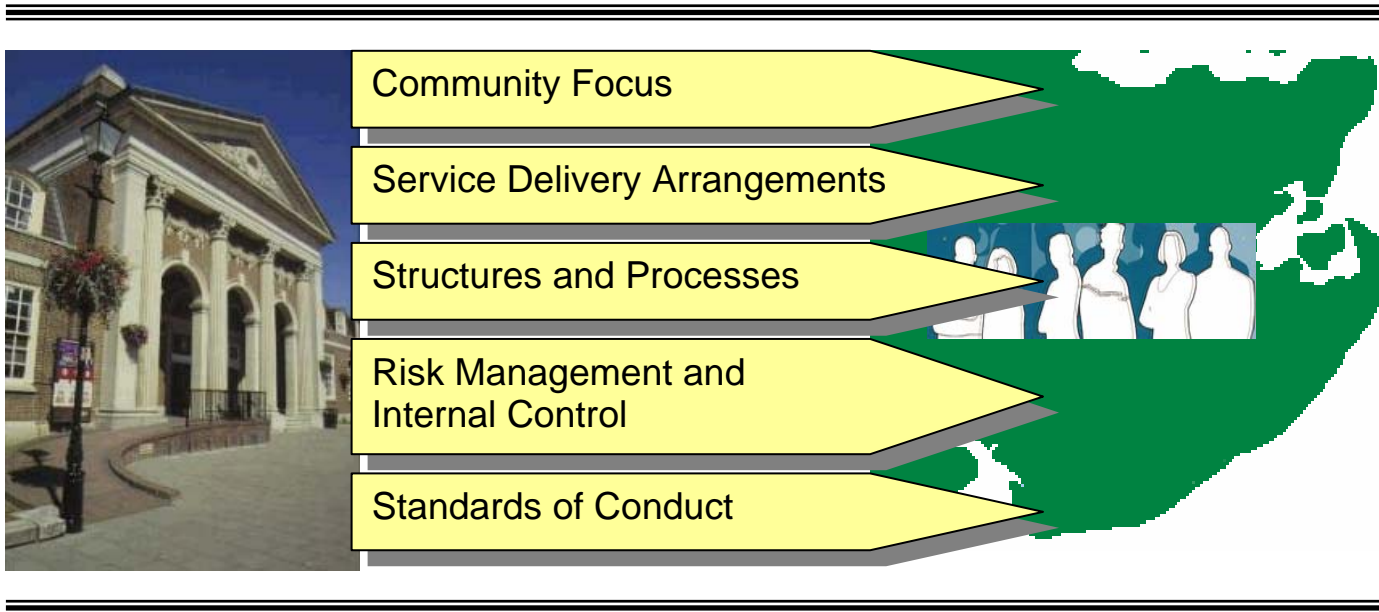 Community Focus
Service Delivery Arrangements
Structures and Processes
Risk Management and
Internal Control
Standards of Conduct